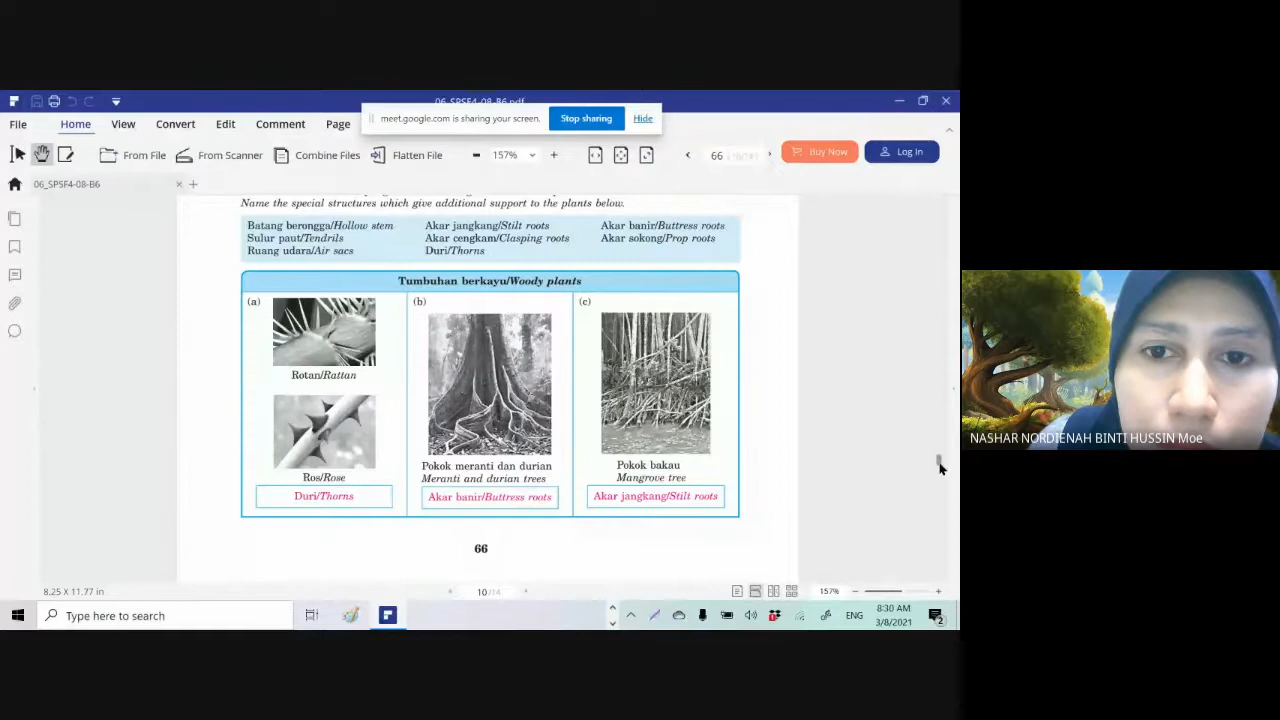 06_SPSF4-08-B6.pdf
meet.google.com is sharing your screen. Stop sharing Hide
File Home View Convert Edit Comment Page
From File From Scanner Combine Files Flatten File 157% 66 Buy Now Log In
06_SPSF4-08-B6
Name the special structures which give additional support to the plants below.
Batang berongga/Hollow stem Akar jangkang/Stilt roots Akar banir/Buttress roots
Sulur paut/Tendrils Akar cengkam/Clasping roots Akar sokong/Prop roots
Ruang udara/Air sacs Duri/Thorns
Tumbuhan berkayu/Woody plants
(a) (b) (c)
Rotan/Rattan
Ros/Rose
Duri/Thorns
Pokok meranti dan durian
Meranti and durian trees
Akar banir/Buttress roots
Pokok bakau
Mangrove tree
Akar jangkang/Stilt roots
66
NASHAR NORDIENAH BINTI HUSSIN Moe
8.25 x 11.77 in 10 /14 157%
Type here to search ENG 8:30 AM
3/8/2021 2